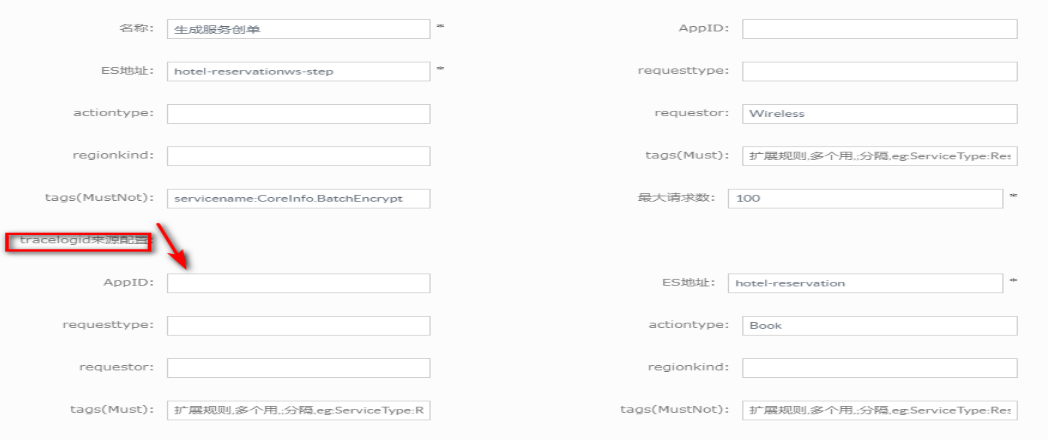 名称: 生成服务创单 * AppID:
ES地址: hotel-reservationws-step * requesttype:
actiontype: requestor: Wireless
regionkind: tags(Must): 扩展规则,多个用,;分隔,eg:ServiceType:Res
tags(MustNot): servicename:CoreInfo.BatchEncrypt 最大请求数: 100 *
tracelogid来源配置:
AppID: ES地址: hotel-reservation *
requesttype: actiontype: Book
requestor: regionkind:
tags(Must): 扩展规则,多个用,;分隔,eg:ServiceType:R tags(MustNot): 扩展规则,多个用,;分隔,eg:ServiceType:Res